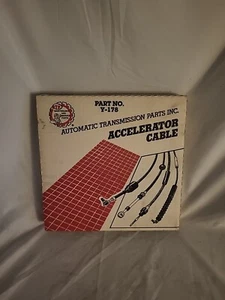 PART NO.
Y-178
AUTOMATIC TRANSMISSION PARTS INC.
ACCELERATOR
CABLE